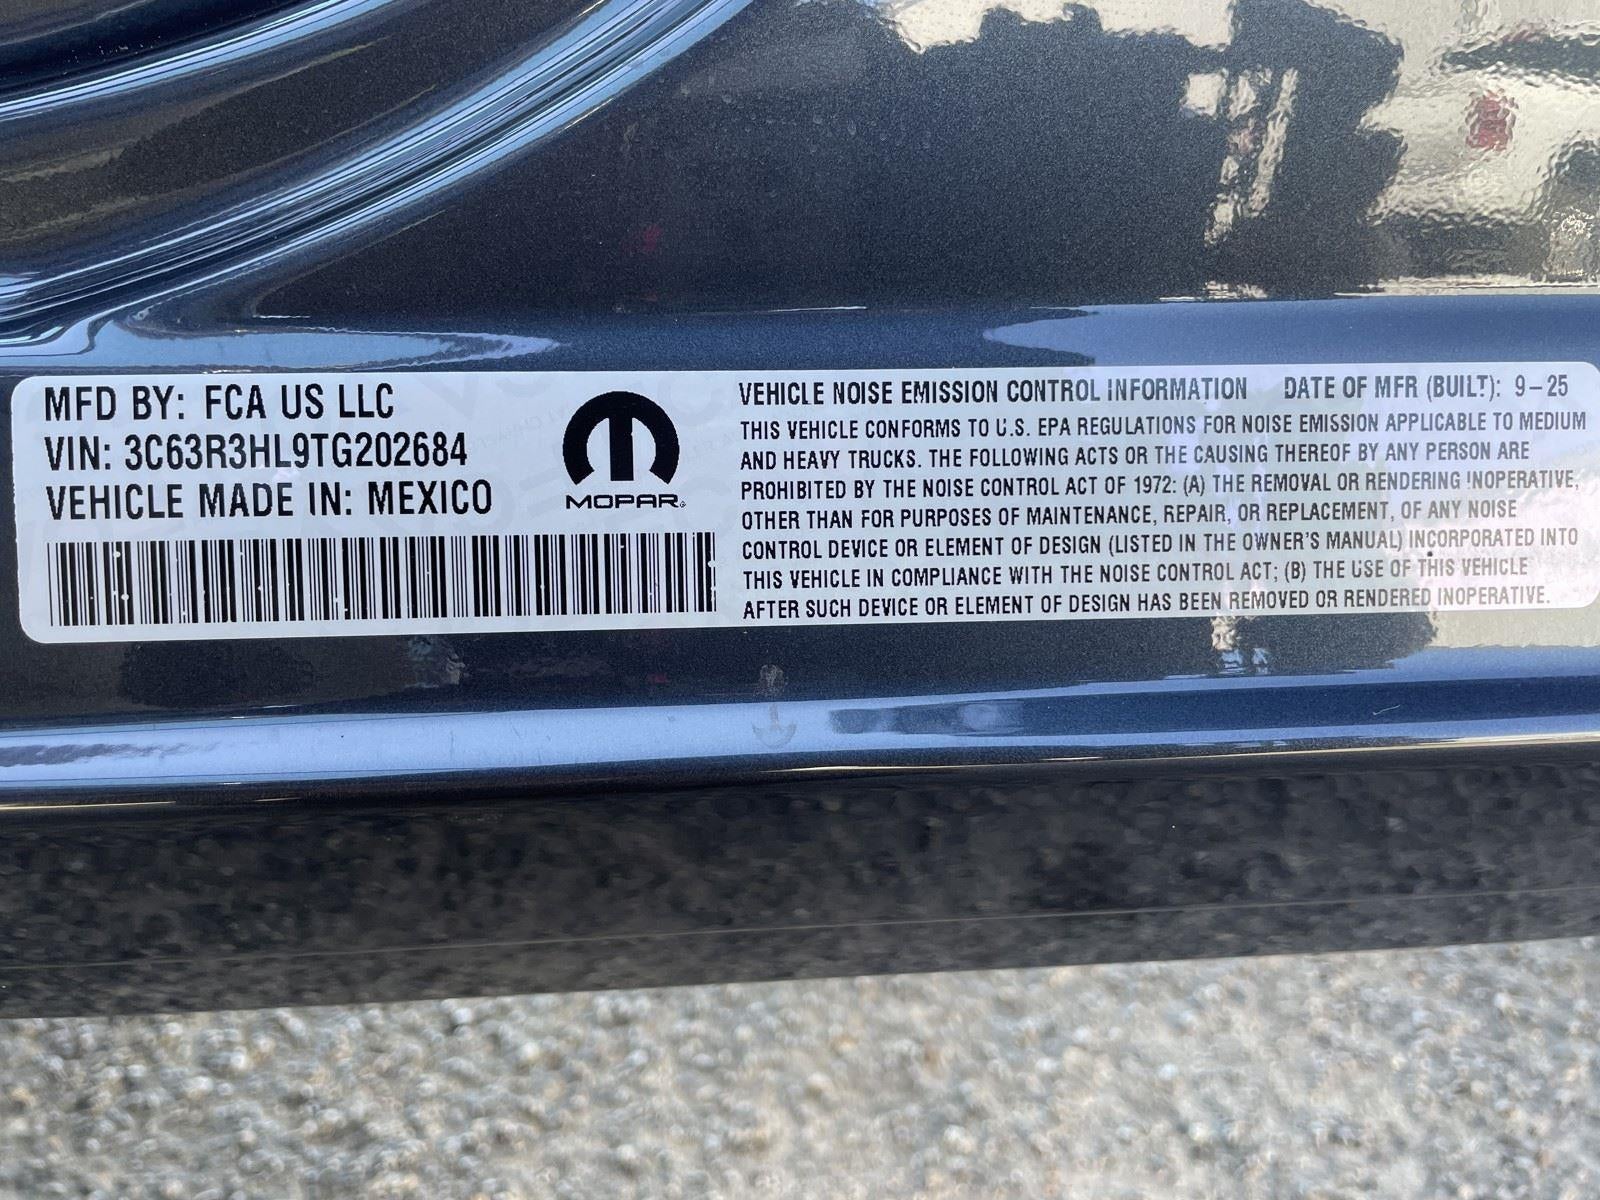 MFD BY: FCA US LLC
VIN: 3C63R3HL9TG202684
VEHICLE MADE IN: MEXICO
MOPAR®
VEHICLE NOISE EMISSION CONTROL INFORMATION DATE OF MFR (BUILT): 9-25
THIS VEHICLE CONFORMS TO U.S. EPA REGULATIONS FOR NOISE EMISSION APPLICABLE TO MEDIUM
AND HEAVY TRUCKS. THE FOLLOWING ACTS OR THE CAUSING THEREOF BY ANY PERSON ARE
PROHIBITED BY THE NOISE CONTROL ACT OF 1972: (A) THE REMOVAL OR RENDERING INOPERATIVE,
OTHER THAN FOR PURPOSES OF MAINTENANCE, REPAIR, OR REPLACEMENT, OF ANY NOISE
CONTROL DEVICE OR ELEMENT OF DESIGN (LISTED IN THE OWNER'S MANUAL) INCORPORATED INTO
THIS VEHICLE IN COMPLIANCE WITH THE NOISE CONTROL ACT; (B) THE USE OF THIS VEHICLE
AFTER SUCH DEVICE OR ELEMENT OF DESIGN HAS BEEN REMOVED OR RENDERED INOPERATIVE.